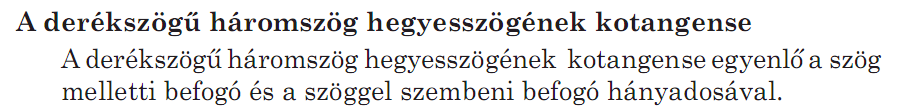 A derékszögű háromszög hegyesszögének kotangense
A derékszögű háromszög hegyesszögének kotangense egyenlő a szög
melletti befogó és a szöggel szembeni befogó hányadosával.